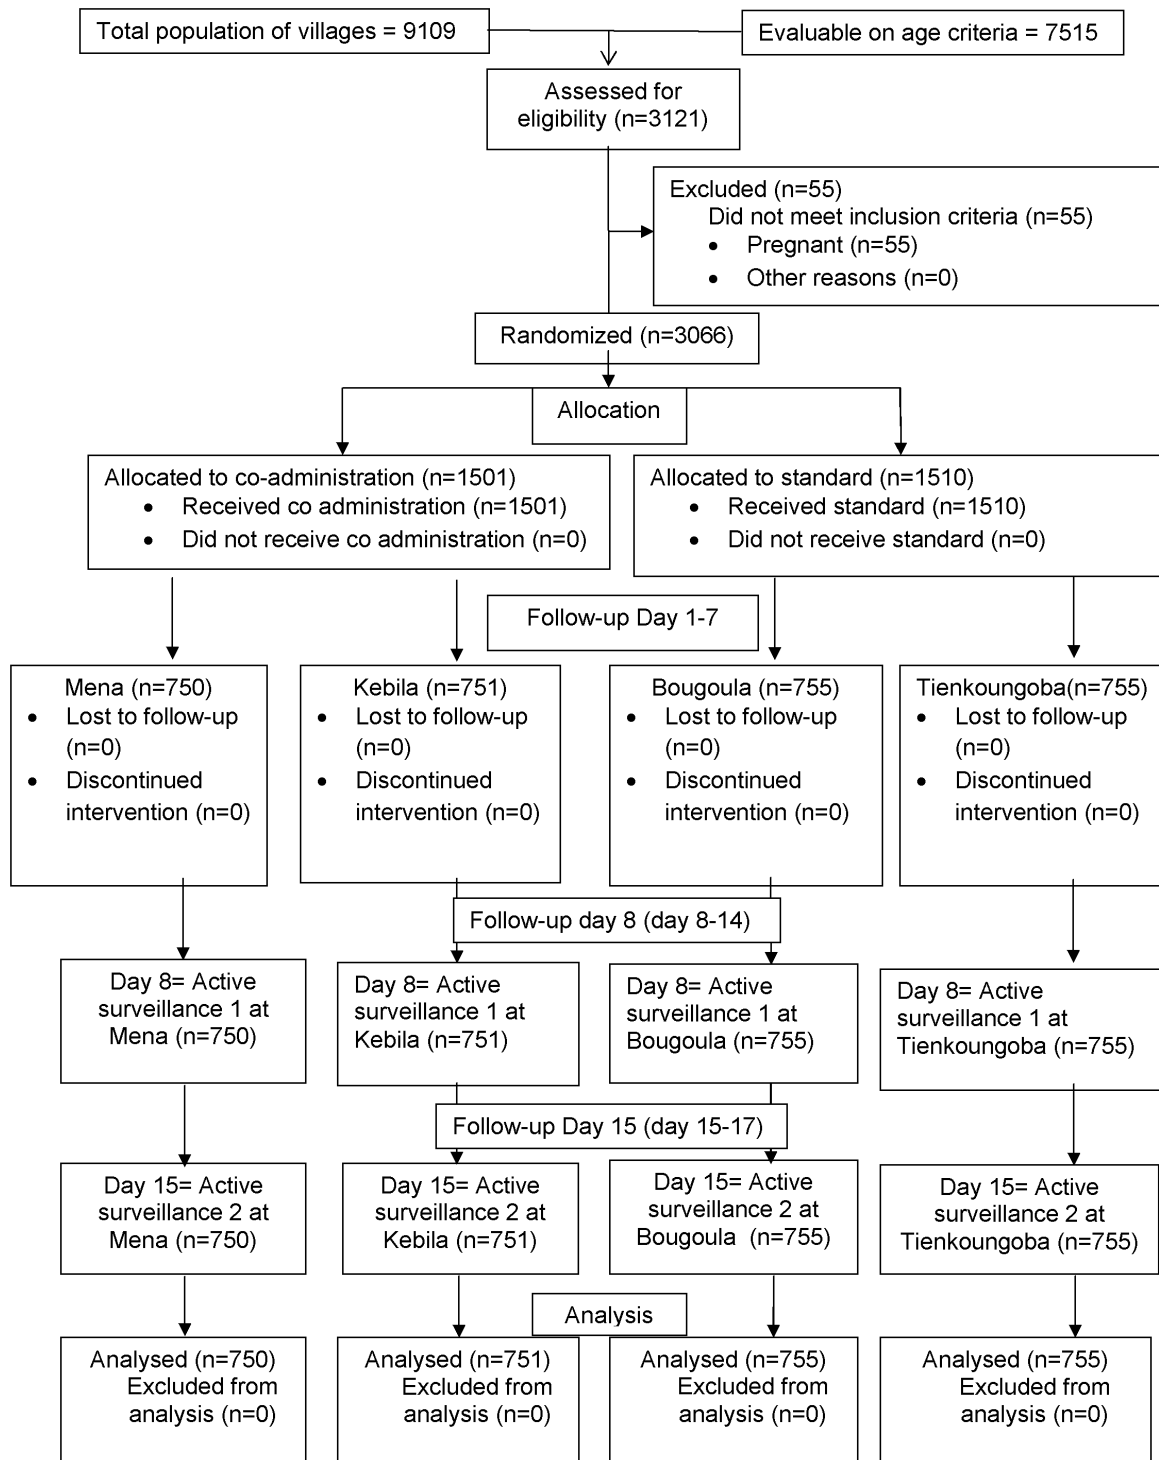 Total population of villages = 9109
Evaluable on age criteria = 7515
Assessed for
eligibility (n=3121)
Excluded (n=55)
Did not meet inclusion criteria (n=55)
• Pregnant (n=55)
• Other reasons (n=0)
Randomized (n=3066)
Allocation
Allocated to co-administration (n=1501)
• Received co administration (n=1501)
• Did not receive co administration (n=0)
Allocated to standard (n=1510)
• Received standard (n=1510)
• Did not receive standard (n=0)
Follow-up Day 1-7
Mena (n=750)
• Lost to follow-up
(n=0)
• Discontinued
intervention (n=0)
Kebila (n=751)
• Lost to follow-up
(n=0)
• Discontinued
intervention (n=0)
Bougoula (n=755)
• Lost to follow-up
(n=0)
• Discontinued
intervention (n=0)
Tienkoungoba(n=755)
• Lost to follow-up
(n=0)
• Discontinued
intervention (n=0)
Follow-up day 8 (day 8-14)
Day 8= Active
surveillance 1 at
Mena (n=750)
Day 8= Active
surveillance 1 at
Kebila (n=751)
Day 8= Active
surveillance 1 at
Bougoula (n=755)
Day 8= Active
surveillance 1 at
Tienkoungoba (n=755)
Follow-up Day 15 (day 15-17)
Day 15= Active
surveillance 2 at
Mena (n=750)
Day 15= Active
surveillance 2 at
Kebila (n=751)
Day 15= Active
surveillance 2 at
Bougoula (n=755)
Day 15= Active
surveillance 2 at
Tienkoungoba (n=755)
Analysis
Analysed (n=750)
Excluded from
analysis (n=0)
Analysed (n=751)
Excluded from
analysis (n=0)
Analysed (n=755)
Excluded from
analysis (n=0)
Analysed (n=755)
Excluded from
analysis (n=0)